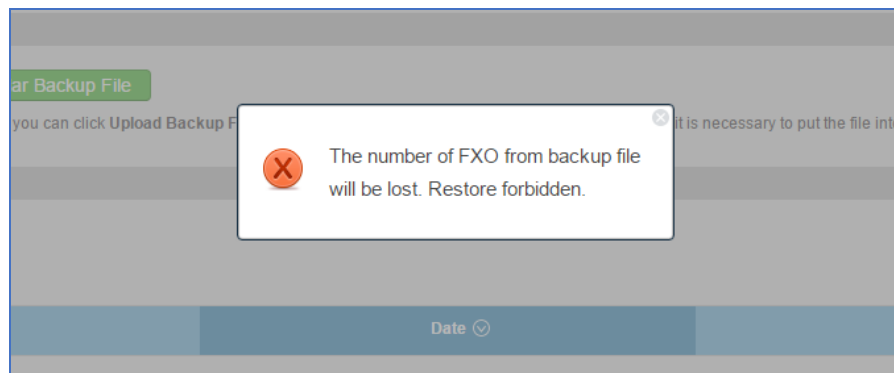 ar Backup File
you can click Upload Backup F
it is necessary to put the file int
The number of FXO from backup file
will be lost. Restore forbidden.
Date